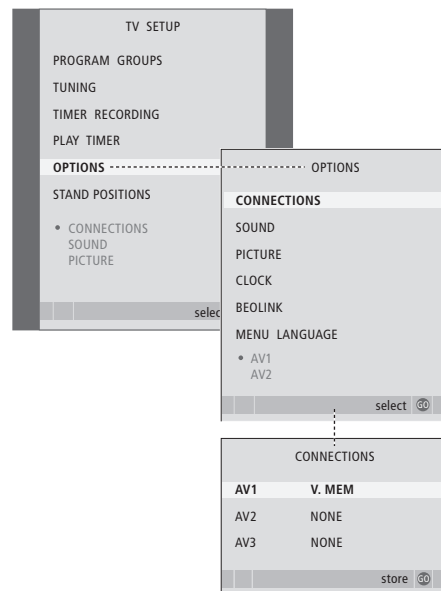 TV SETUP
PROGRAM GROUPS
TUNING
TIMER RECORDING
PLAY TIMER
OPTIONS
STAND POSITIONS
• CONNECTIONS
SOUND
PICTURE
selec
OPTIONS
CONNECTIONS
SOUND
PICTURE
CLOCK
BEOLINK
MENU LANGUAGE
• AV1
AV2
select GO
CONNECTIONS
AV1 V. MEM
AV2 NONE
AV3 NONE
store GO